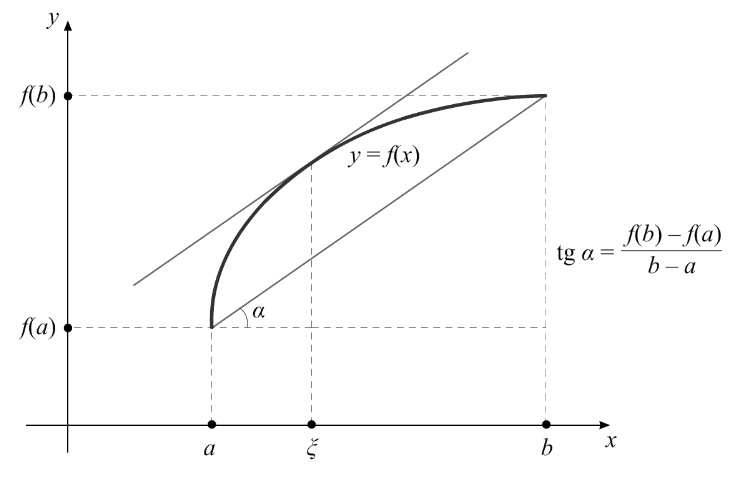 y
f(b)
y = f(x)
tg α = f(b) – f(a) / b – a
α
f(a)
a
ξ
b
x